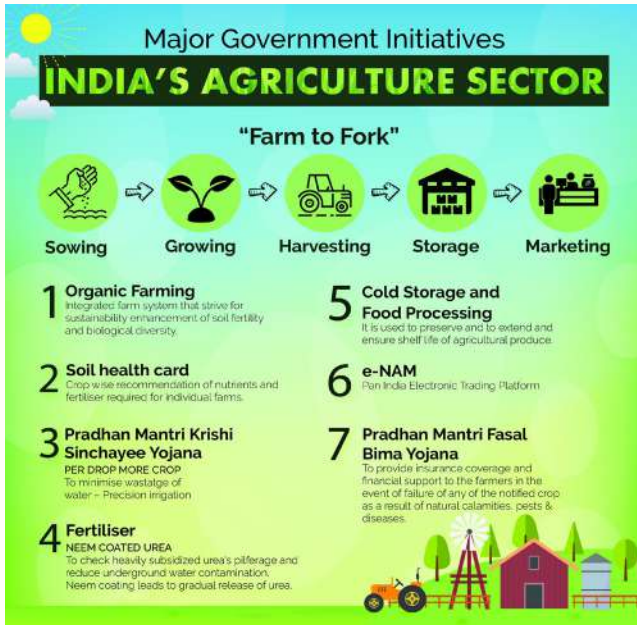 Major Government Initiatives
INDIA'S AGRICULTURE SECTOR
“Farm to Fork”
Sowing
Growing
Harvesting
Storage
Marketing
1 Organic Farming
Integrated farm system that strive for
sustainability enhancement of soil fertility
and biological diversity.
2 Soil health card
Crop wise recommendation of nutrients and
fertiliser required for individual farms.
3 Pradhan Mantri Krishi
Sinchayee Yojana
PER DROP MORE CROP
To minimise wastatge of
water – Precision irrigation
4 Fertiliser
NEEM COATED UREA
To check heavily subsidized urea's pilferage and
reduce underground water contamination.
Neem coating leads to gradual release of urea.
5 Cold Storage and
Food Processing
It is used to preserve and to extend and
ensure shelf life of agricultural produce.
6 e-NAM
Pan India Electronic Trading Platform
7 Pradhan Mantri Fasal
Bima Yojana
To provide insurance coverage and
financial support to the farmers in the
event of failure of any of the notified crop
as a result of natural calamities, pests &
diseases.